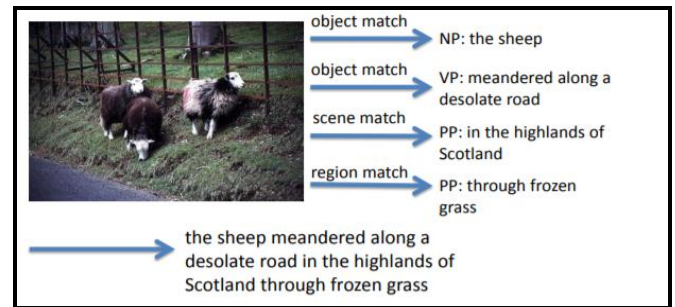 object match
NP: the sheep
object match
VP: meandered along a
desolate road
scene match
PP: in the highlands of
Scotland
region match
PP: through frozen
grass
the sheep meandered along a
desolate road in the highlands of
Scotland through frozen grass